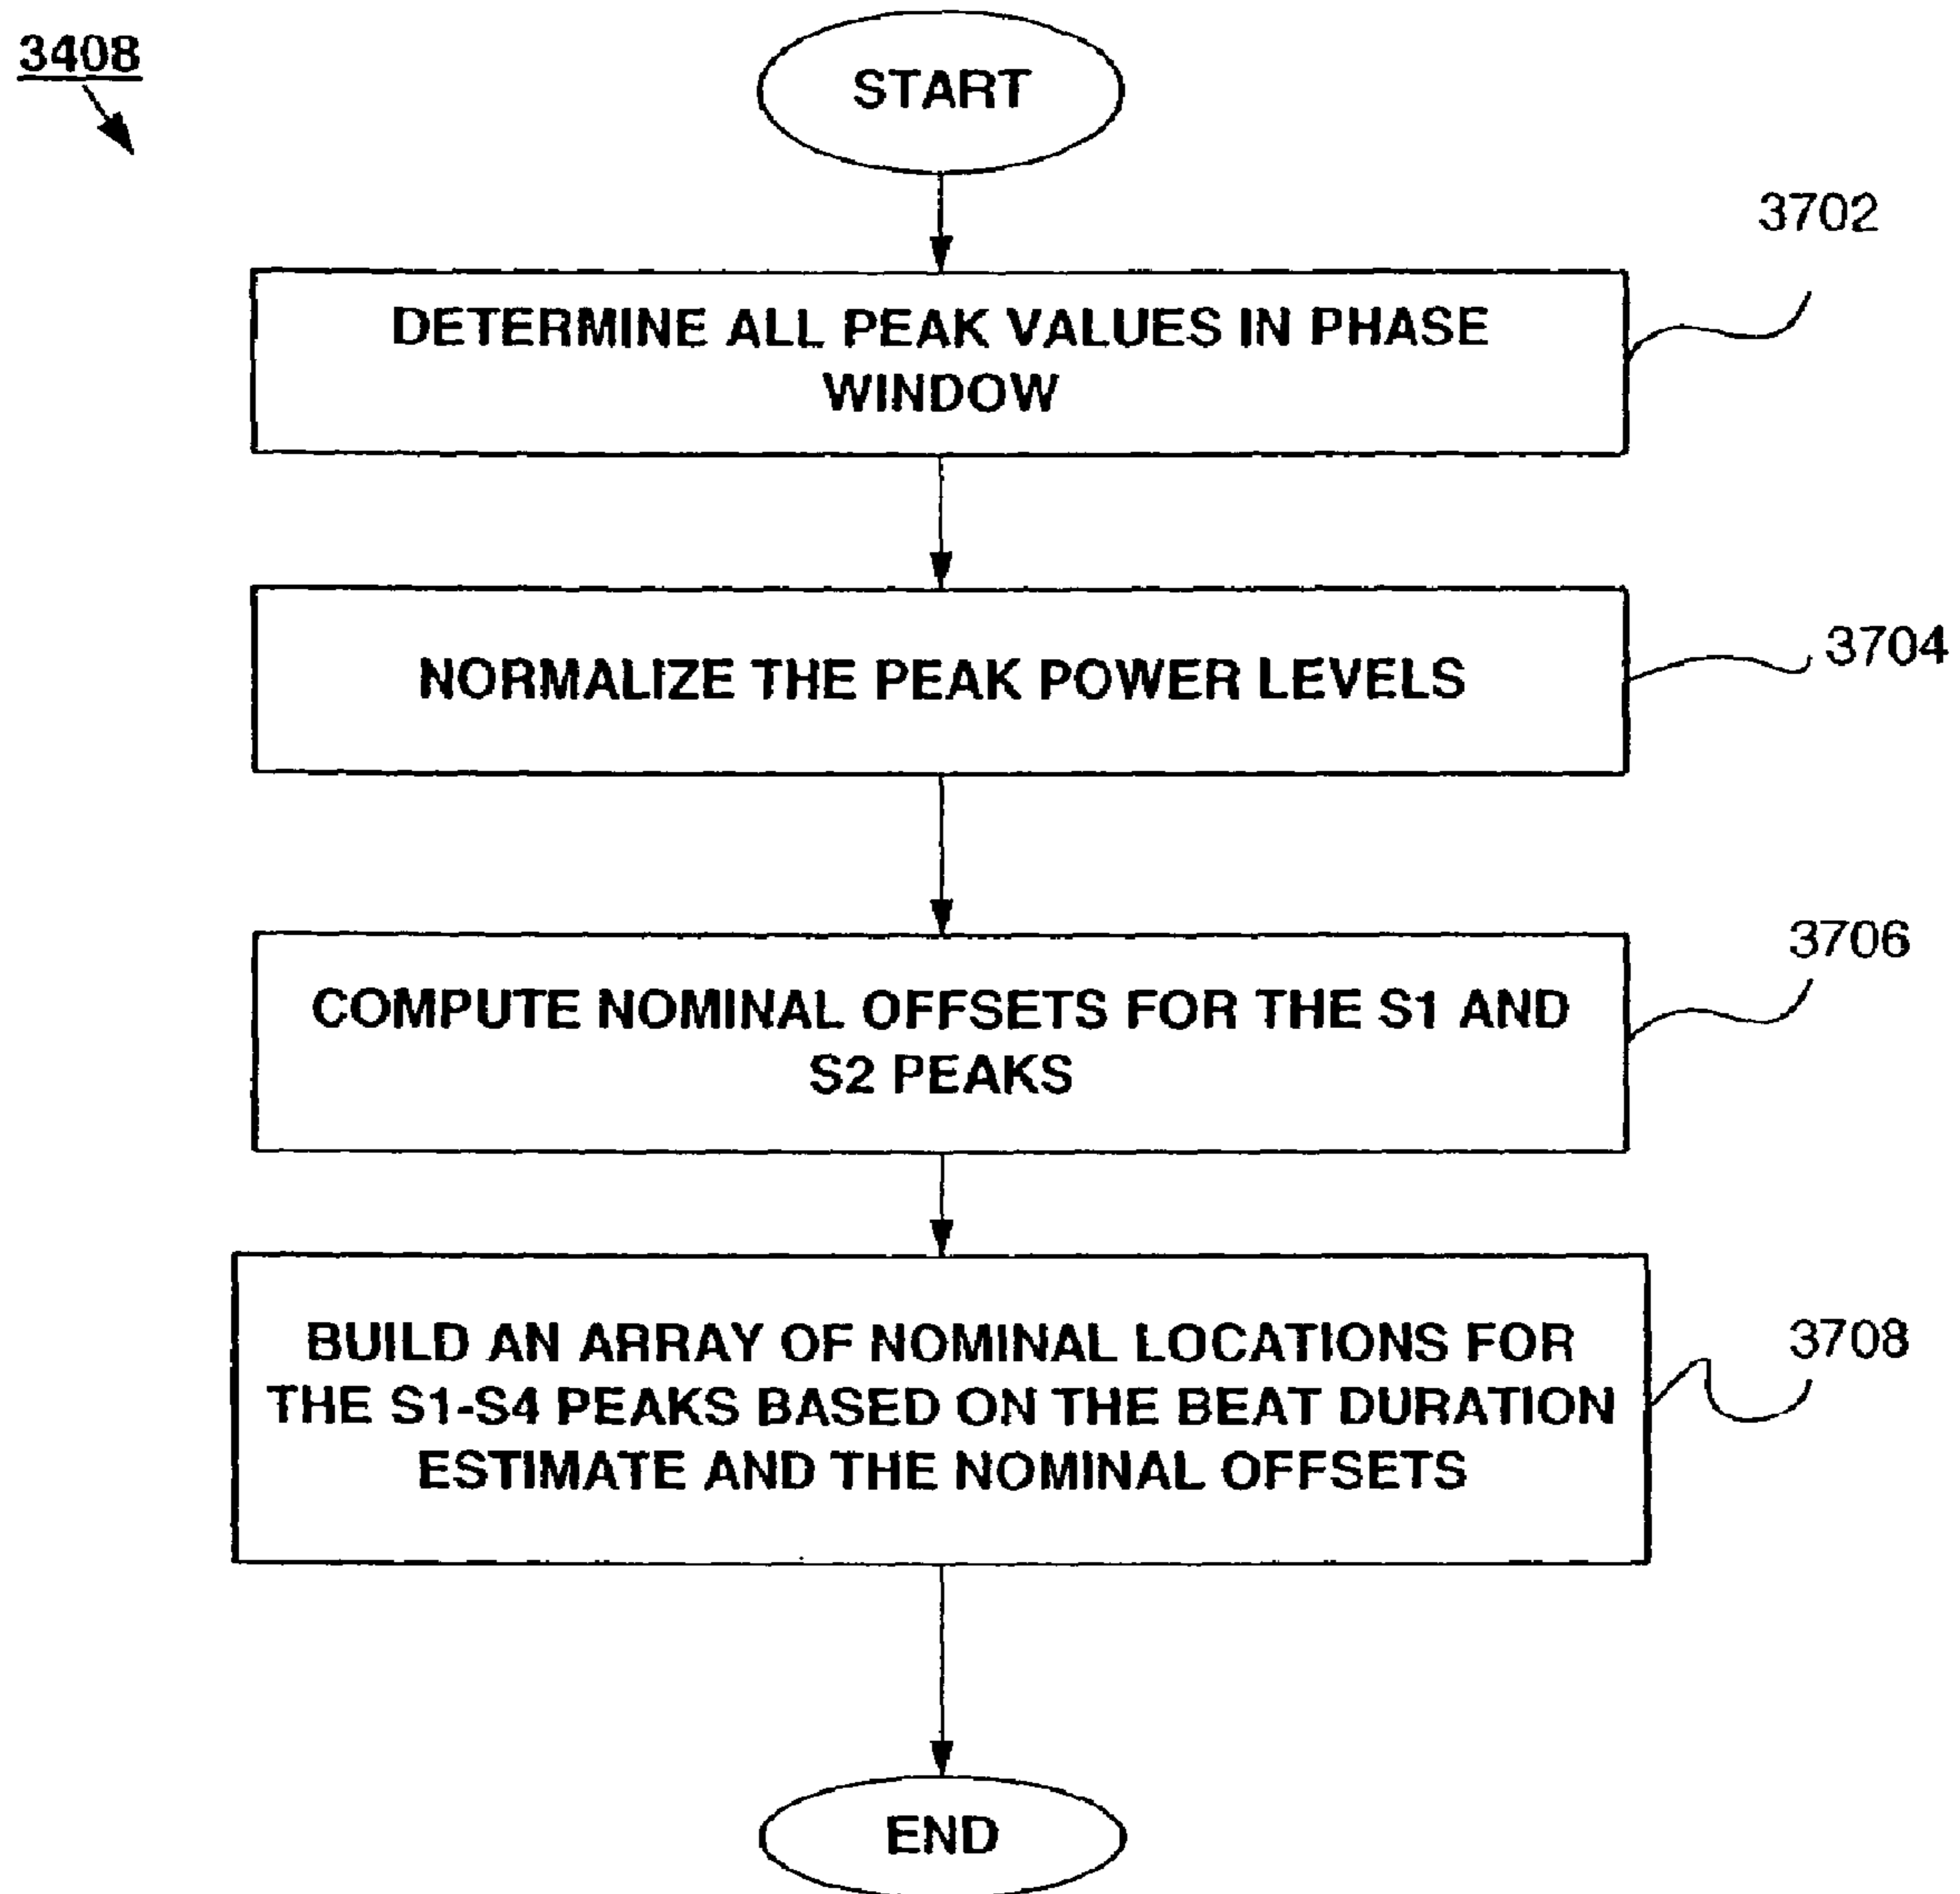 3408
START
3702
DETERMINE ALL PEAK VALUES IN PHASE
WINDOW
NORMALIZE THE PEAK POWER LEVELS
3704
3706
COMPUTE NOMINAL OFFSETS FOR THE S1 AND
S2 PEAKS
BUILD AN ARRAY OF NOMINAL LOCATIONS FOR
3708
THE S1-S4 PEAKS BASED ON THE BEAT DURATION
ESTIMATE AND THE NOMINAL OFFSETS
END